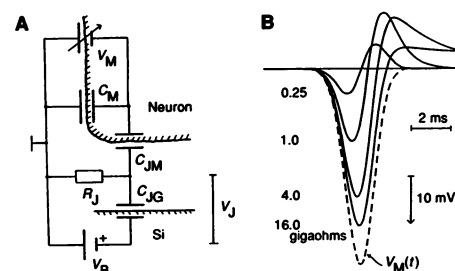 A
V_M
C_M
Neuron
C_JM
R_J
C_JG
V_J
Si
+
V_B
B
0.25
1.0
4.0
16.0
gigaohms
2 ms
10 mV
V_M(t)